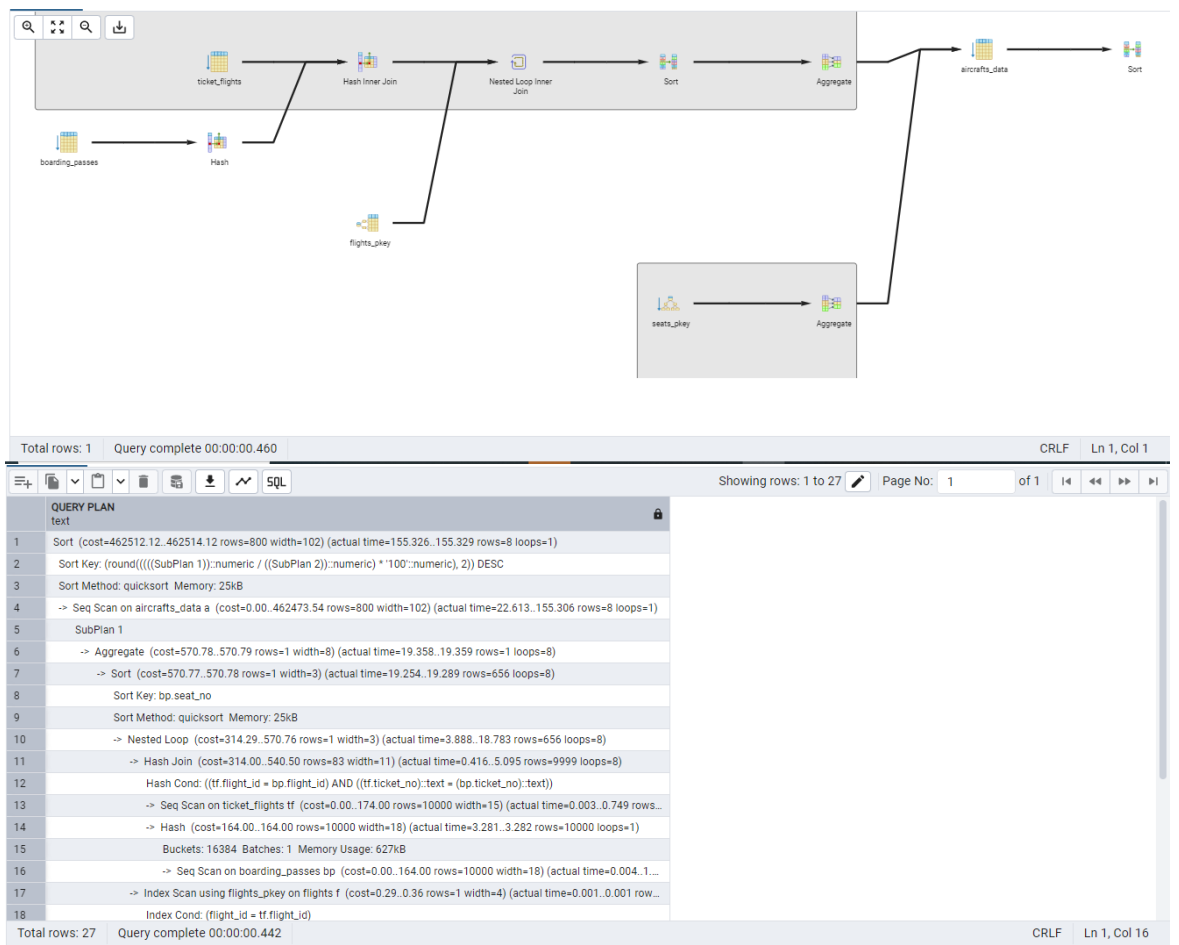 ticket_flights
Hash Inner Join
Nested Loop Inner
Join
Sort
Aggregate
aircrafts_data
Sort
boarding_passes
Hash
flights_pkey
seats_pkey
Aggregate
Total rows: 1 Query complete 00:00:00.460 CRLF Ln 1, Col 1
SQL Showing rows: 1 to 27 Page No: 1 of 1
QUERY PLAN
text
1 Sort (cost=462512.12..462514.12 rows=800 width=102) (actual time=155.326..155.329 rows=8 loops=1)
2 Sort Key: (round(((((SubPlan 1))::numeric / ((SubPlan 2))::numeric) * '100'::numeric), 2)) DESC
3 Sort Method: quicksort Memory: 25kB
4 -> Seq Scan on aircrafts_data a (cost=0.00..462473.54 rows=800 width=102) (actual time=22.613..155.306 rows=8 loops=1)
5 SubPlan 1
6 -> Aggregate (cost=570.78..570.79 rows=1 width=8) (actual time=19.358..19.359 rows=1 loops=8)
7 -> Sort (cost=570.77..570.78 rows=1 width=3) (actual time=19.254..19.289 rows=656 loops=8)
8 Sort Key: bp.seat_no
9 Sort Method: quicksort Memory: 25kB
10 -> Nested Loop (cost=314.29..570.76 rows=1 width=3) (actual time=3.888..18.783 rows=656 loops=8)
11 -> Hash Join (cost=314.00..540.50 rows=83 width=11) (actual time=0.416..5.095 rows=9999 loops=8)
12 Hash Cond: ((tf.flight_id = bp.flight_id) AND ((tf.ticket_no)::text = (bp.ticket_no)::text))
13 -> Seq Scan on ticket_flights tf (cost=0.00..174.00 rows=10000 width=15) (actual time=0.003..0.749 rows...
14 -> Hash (cost=164.00..164.00 rows=10000 width=18) (actual time=3.281..3.282 rows=10000 loops=1)
15 Buckets: 16384 Batches: 1 Memory Usage: 627kB
16 -> Seq Scan on boarding_passes bp (cost=0.00..164.00 rows=10000 width=18) (actual time=0.004..1....
17 -> Index Scan using flights_pkey on flights f (cost=0.29..0.36 rows=1 width=4) (actual time=0.001..0.001 row...
18 Index Cond: (flight_id = tf.flight_id)
Total rows: 27 Query complete 00:00:00.442 CRLF Ln 1, Col 16